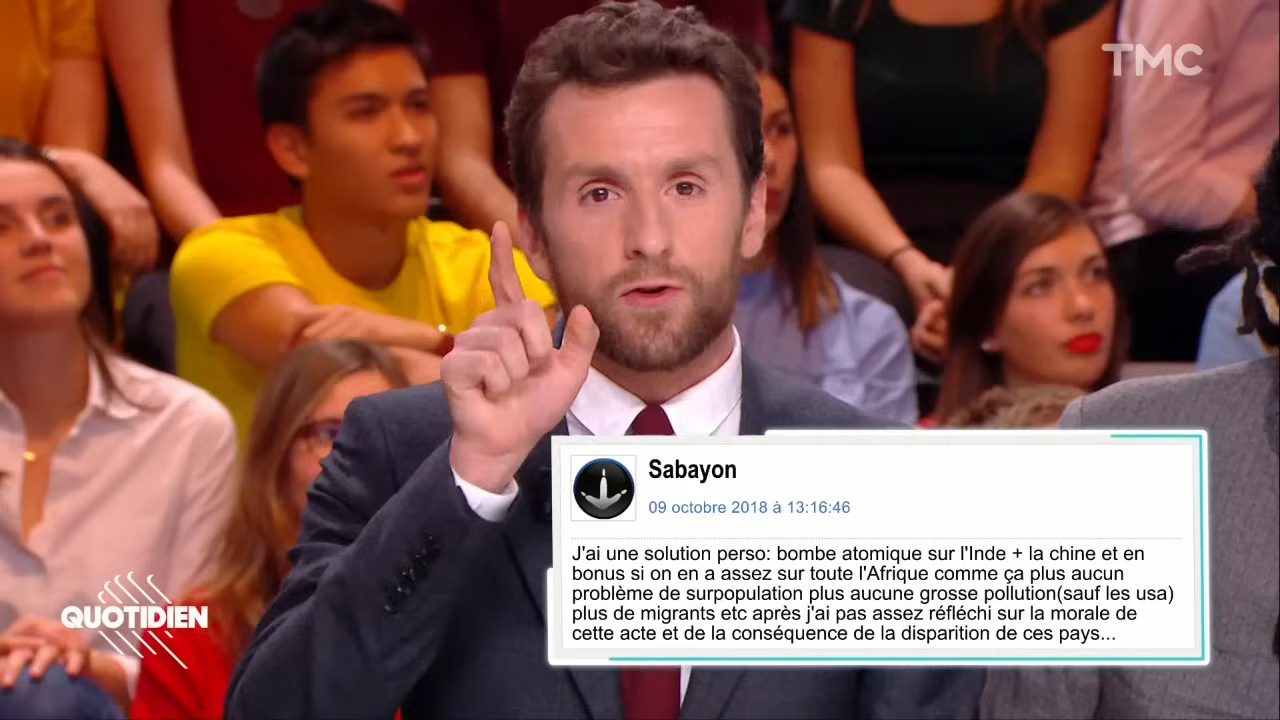 TMC
Sabayon
09 octobre 2018 à 13:16:46
J'ai une solution perso: bombe atomique sur l'Inde + la chine et en
bonus si on en a assez sur toute l'Afrique comme ça plus aucun
problème de surpopulation plus aucune grosse pollution(sauf les usa)
plus de migrants etc après j'ai pas assez réfléchi sur la morale de
cette acte et de la conséquence de la disparition de ces pays...
QUOTIDIEN